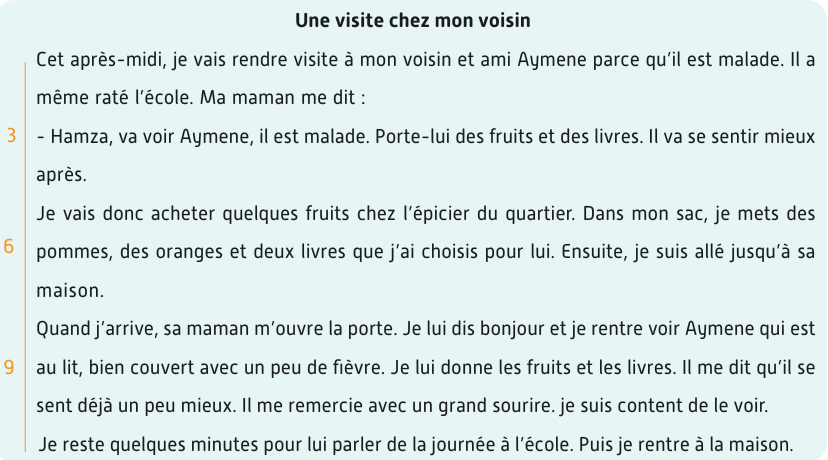 Une visite chez mon voisin
Cet après-midi, je vais rendre visite à mon voisin et ami Aymene parce qu'il est malade. Il a
même raté l'école. Ma maman me dit :
3 - Hamza, va voir Aymene, il est malade. Porte-lui des fruits et des livres. Il va se sentir mieux
après.
Je vais donc acheter quelques fruits chez l'épicier du quartier. Dans mon sac, je mets des
6 pommes, des oranges et deux livres que j'ai choisis pour lui. Ensuite, je suis allé jusqu'à sa
maison.
Quand j'arrive, sa maman m'ouvre la porte. Je lui dis bonjour et je rentre voir Aymene qui est
9 au lit, bien couvert avec un peu de fièvre. Je lui donne les fruits et les livres. Il me dit qu'il se
sent déjà un peu mieux. Il me remercie avec un grand sourire. je suis content de le voir.
Je reste quelques minutes pour lui parler de la journée à l'école. Puis je rentre à la maison.